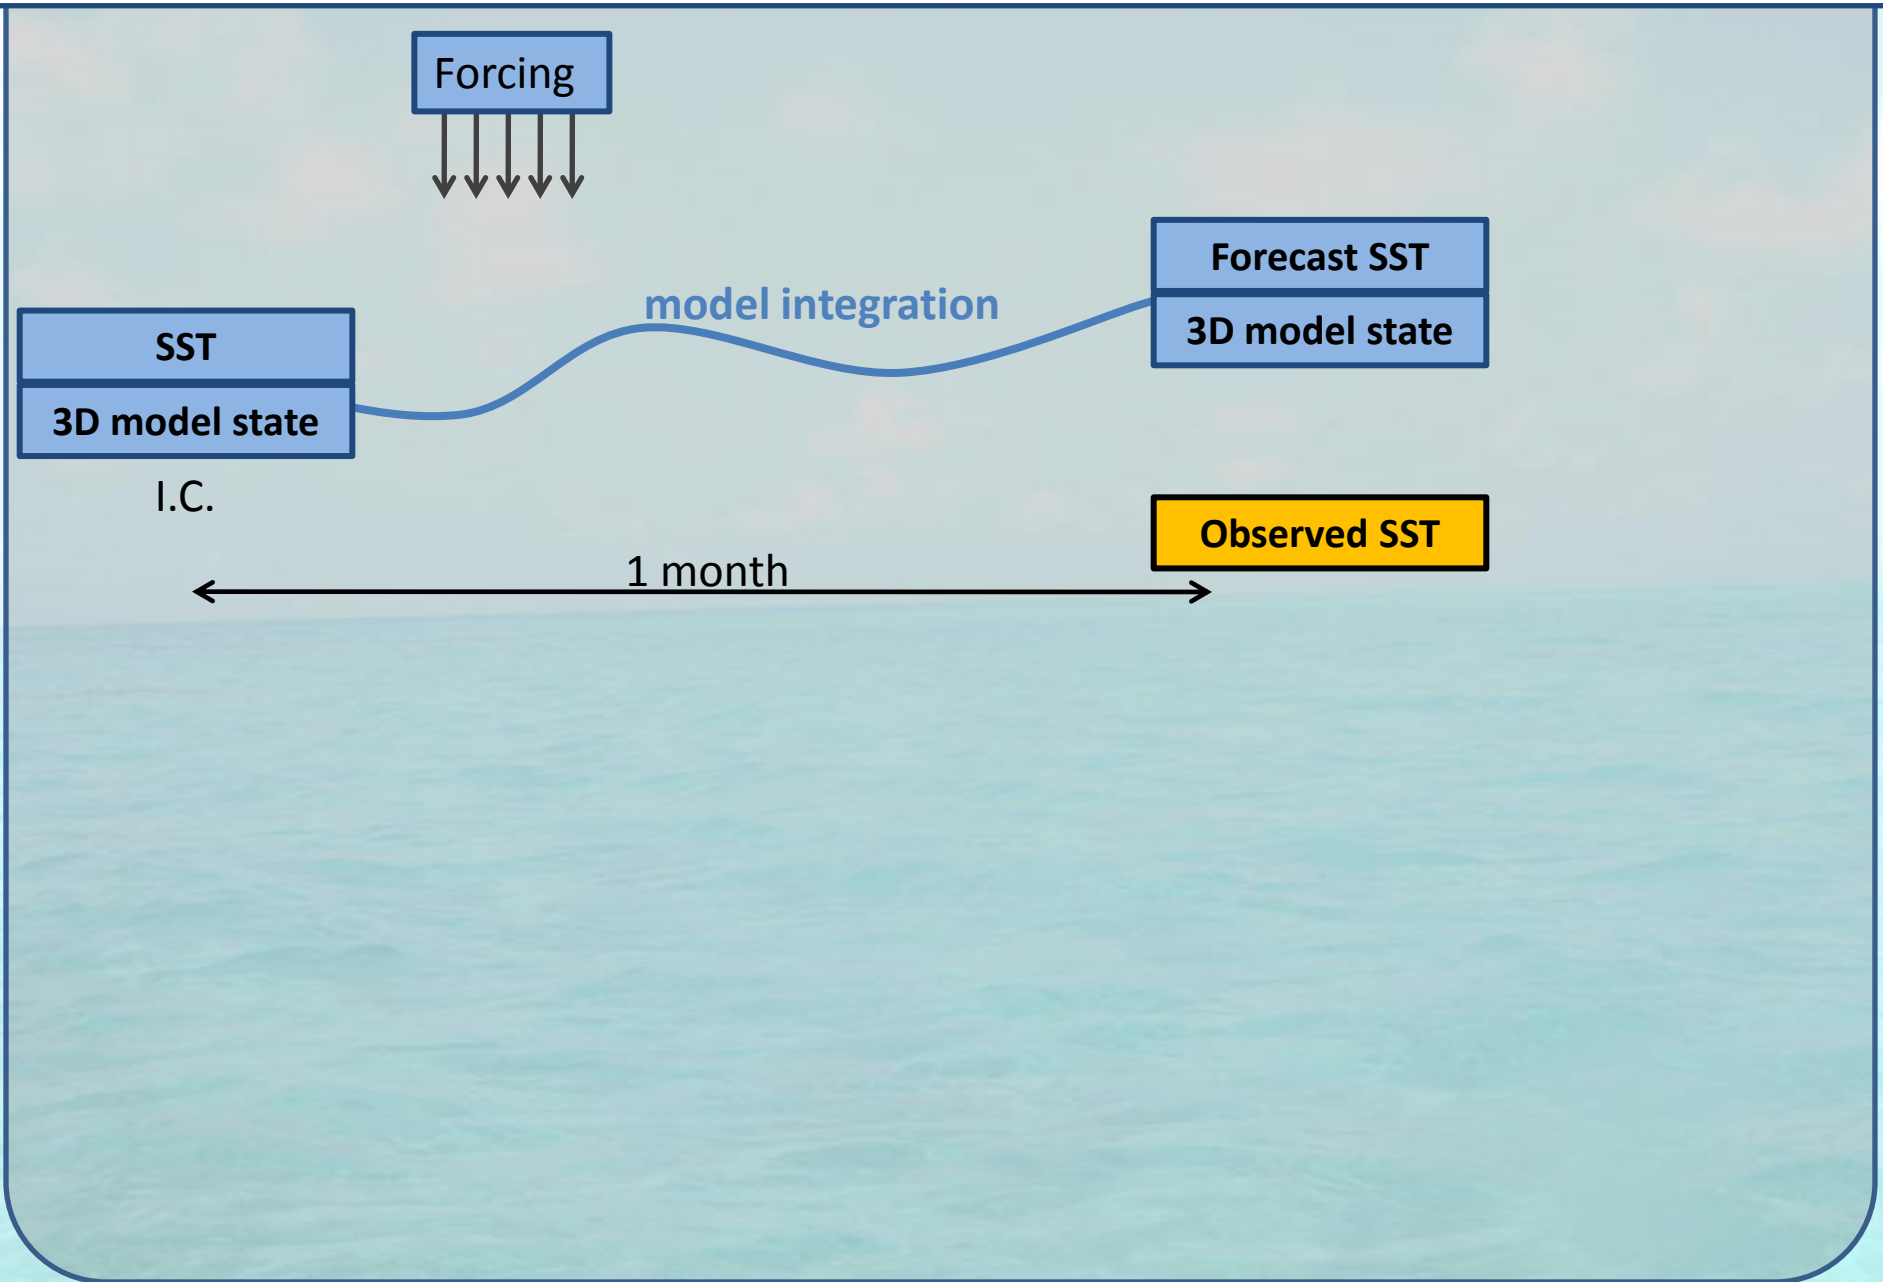 Forcing
Forecast SST
model integration
3D model state
SST
3D model state
I.C.
Observed SST
1 month